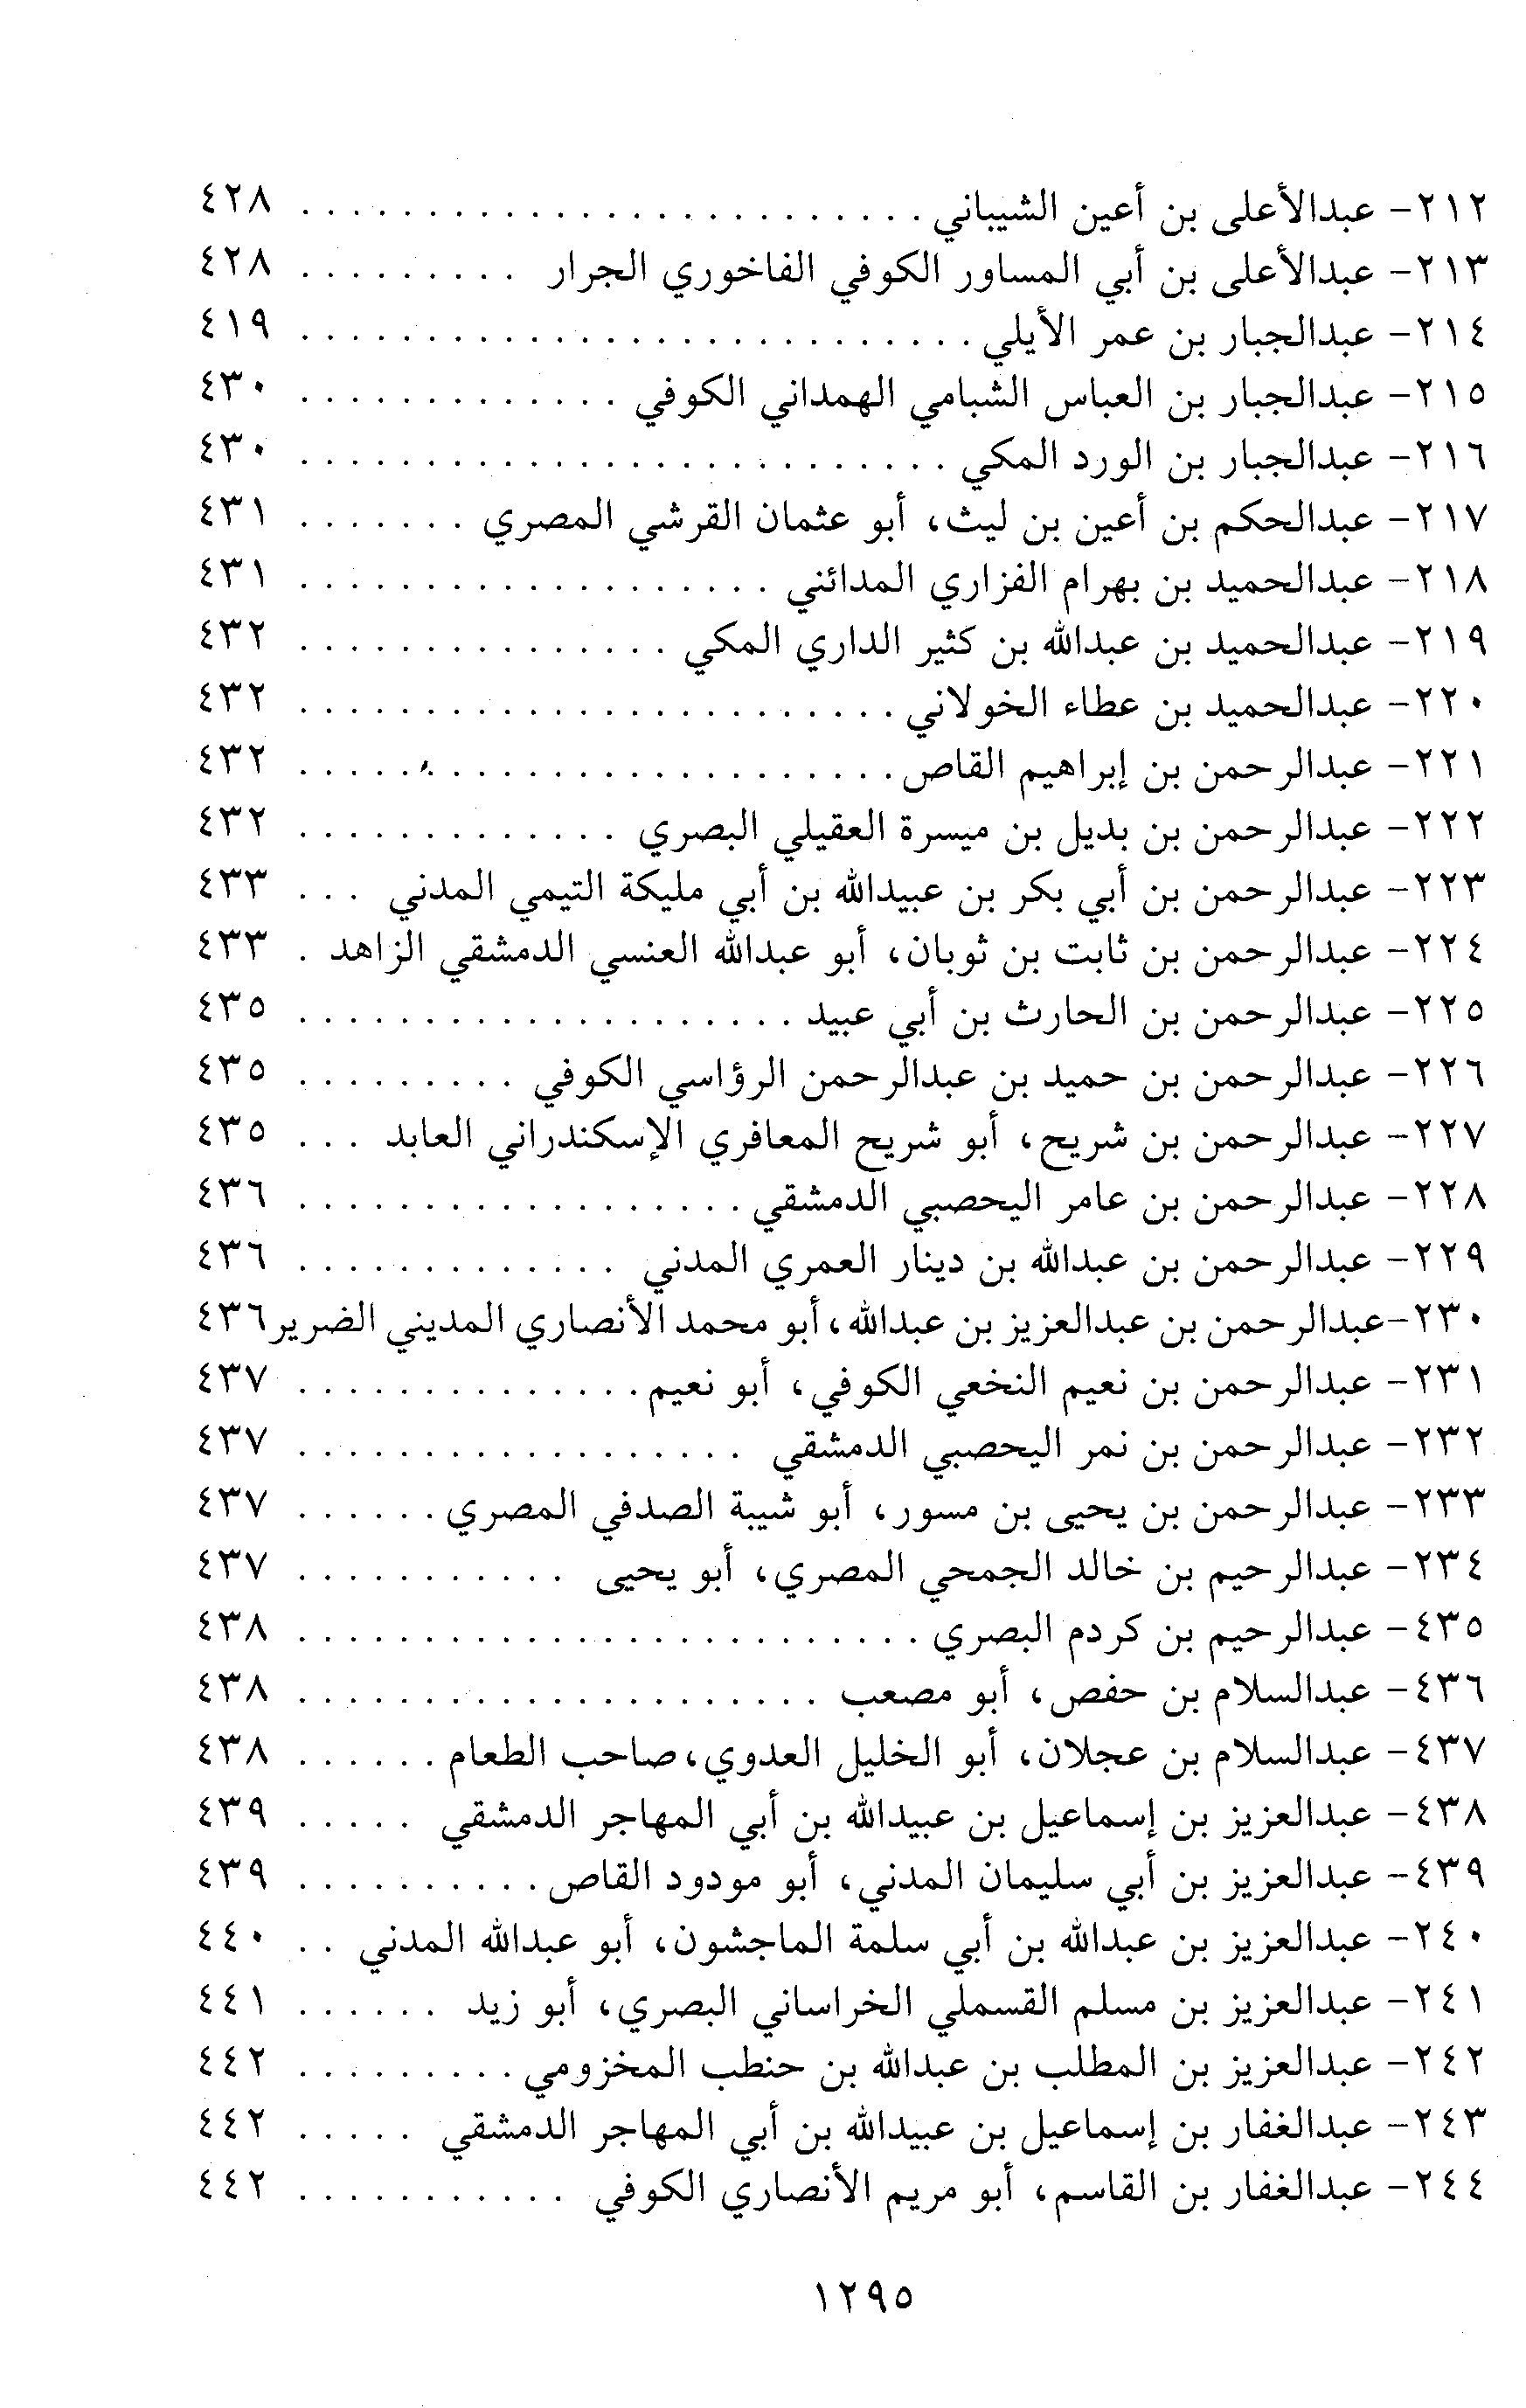 ٢١٢- عبدالأعلى بن أعين الشيباني . . . . . . . . . . . . . . . . . . . . . . . . . ٤٢٨
٢١٣- عبدالأعلى بن أبي المساور الكوفي الفاخوري الجرار . . . . . . . . . ٤٢٨
٢١٤- عبدالجبار بن عمر الأيلي . . . . . . . . . . . . . . . . . . . . . . . . . . . ٤١٩
٢١٥- عبدالجبار بن العباس الشبامي الهمداني الكوفي . . . . . . . . . . . . . ٤٣٠
٢١٦- عبدالجبار بن الورد المكي . . . . . . . . . . . . . . . . . . . . . . . . . . ٤٣٠
٢١٧- عبدالحكم بن أعين بن ليث، أبو عثمان القرشي المصري . . . . . . . ٤٣١
٢١٨- عبدالحميد بن بهرام الفزاري المدائني . . . . . . . . . . . . . . . . . . . ٤٣١
٢١٩- عبدالحميد بن عبدالله بن كثير الداري المكي . . . . . . . . . . . . . . . ٤٣٢
٢٢٠- عبدالحميد بن عطاء الخولاني . . . . . . . . . . . . . . . . . . . . . . . . ٤٣٢
٢٢١- عبدالرحمن بن إبراهيم القاص . . . . . . . . . . . . . . . . . . . . . . . . ٤٣٢
٢٢٢- عبدالرحمن بن بديل بن ميسرة العقيلي البصري . . . . . . . . . . . . . ٤٣٢
٢٢٣- عبدالرحمن بن أبي بكر بن عبيدالله بن أبي مليكة التيمي المدني . . . ٤٣٣
٢٢٤- عبدالرحمن بن ثابت بن ثوبان، أبو عبدالله العنسي الدمشقي الزاهد . ٤٣٣
٢٢٥- عبدالرحمن بن الحارث بن أبي عبيد . . . . . . . . . . . . . . . . . . . . ٤٣٥
٢٢٦- عبدالرحمن بن حميد بن عبدالرحمن الرؤاسي الكوفي . . . . . . . . . ٤٣٥
٢٢٧- عبدالرحمن بن شريح، أبو شريح المعافري الإسكندراني العابد . . . ٤٣٥
٢٢٨- عبدالرحمن بن عامر اليحصبي الدمشقي . . . . . . . . . . . . . . . . . . ٤٣٦
٢٢٩- عبدالرحمن بن عبدالله بن دينار العمري المدني . . . . . . . . . . . . . ٤٣٦
٢٣٠-عبدالرحمن بن عبدالعزيز بن عبدالله،أبو محمد الأنصاري المديني الضرير٤٣٦
٢٣١- عبدالرحمن بن نعيم النخعي الكوفي، أبو نعيم . . . . . . . . . . . . . . ٤٣٧
٢٣٢- عبدالرحمن بن نمر اليحصبي الدمشقي . . . . . . . . . . . . . . . . . . ٤٣٧
٢٣٣- عبدالرحمن بن يحيى بن مسور، أبو شيبة الصدفي المصري . . . . . . ٤٣٧
٢٣٤- عبدالرحيم بن خالد الجمحي المصري، أبو يحيى . . . . . . . . . . . ٤٣٧
٤٣٥- عبدالرحيم بن كردم البصري . . . . . . . . . . . . . . . . . . . . . . . . . ٤٣٨
٤٣٦- عبدالسلام بن حفص، أبو مصعب . . . . . . . . . . . . . . . . . . . . . ٤٣٨
٤٣٧- عبدالسلام بن عجلان، أبو الخليل العدوي،صاحب الطعام . . . . . . ٤٣٨
٤٣٨- عبدالعزيز بن إسماعيل بن عبيدالله بن أبي المهاجر الدمشقي . . . . . ٤٣٩
٤٣٩- عبدالعزيز بن أبي سليمان المدني، أبو مودود القاص . . . . . . . . . . ٤٣٩
٢٤٠- عبدالعزيز بن عبدالله بن أبي سلمة الماجشون، أبو عبدالله المدني . . ٤٤٠
٢٤١- عبدالعزيز بن مسلم القسملي الخراساني البصري، أبو زيد . . . . . . ٤٤١
٢٤٢- عبدالعزيز بن المطلب بن عبدالله بن حنطب المخزومي . . . . . . . . . ٤٤٢
٢٤٣- عبدالغفار بن إسماعيل بن عبيدالله بن أبي المهاجر الدمشقي . . . . . ٤٤٢
٢٤٤- عبدالغفار بن القاسم، أبو مريم الأنصاري الكوفي . . . . . . . . . . . ٤٤٢
١٢٩٥